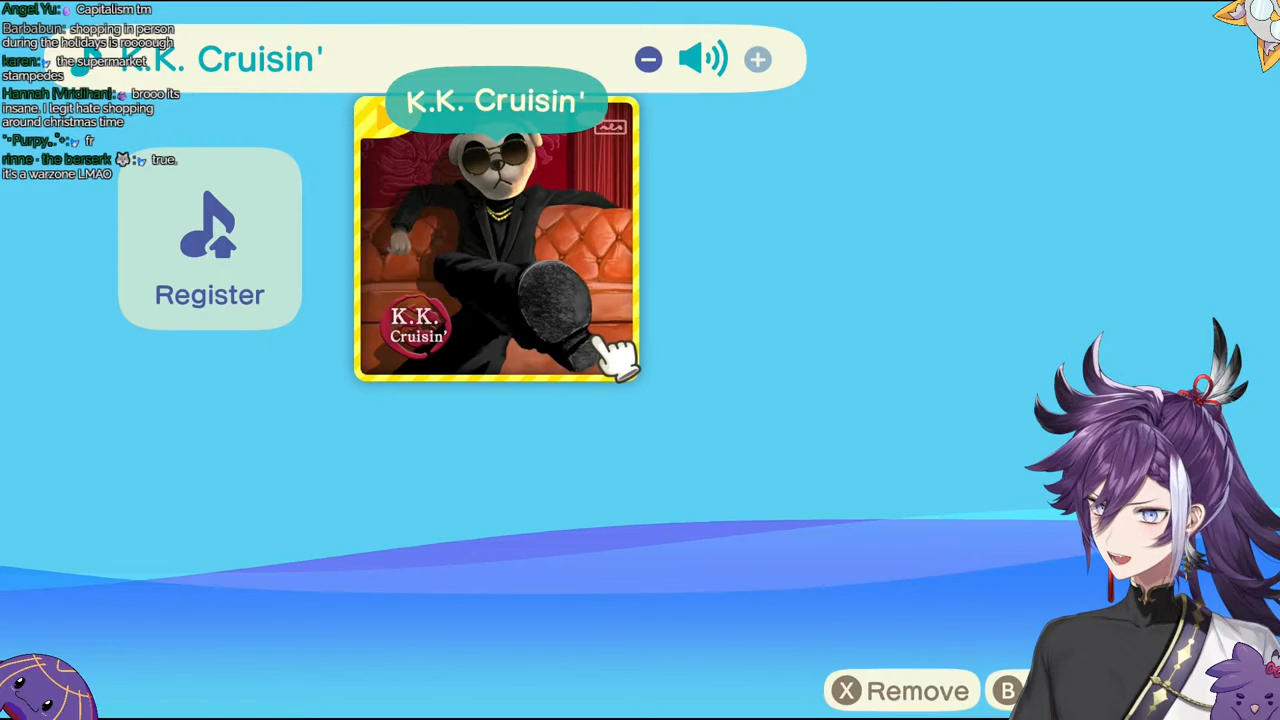 Angel Yu: Capitalism tm
Barbabun: shopping in person
during the holidays is roooough
karen: the supermarket
stampedes
Hannah [Viridihan]: brooo its
insane, I legit hate shopping
around christmas time
Purpy: fr
rinne · the berserk : true.
it's a warzone LMAO
K.K. Cruisin'
K.K. Cruisin'
K.K.
Cruisin'
Register
X Remove
B